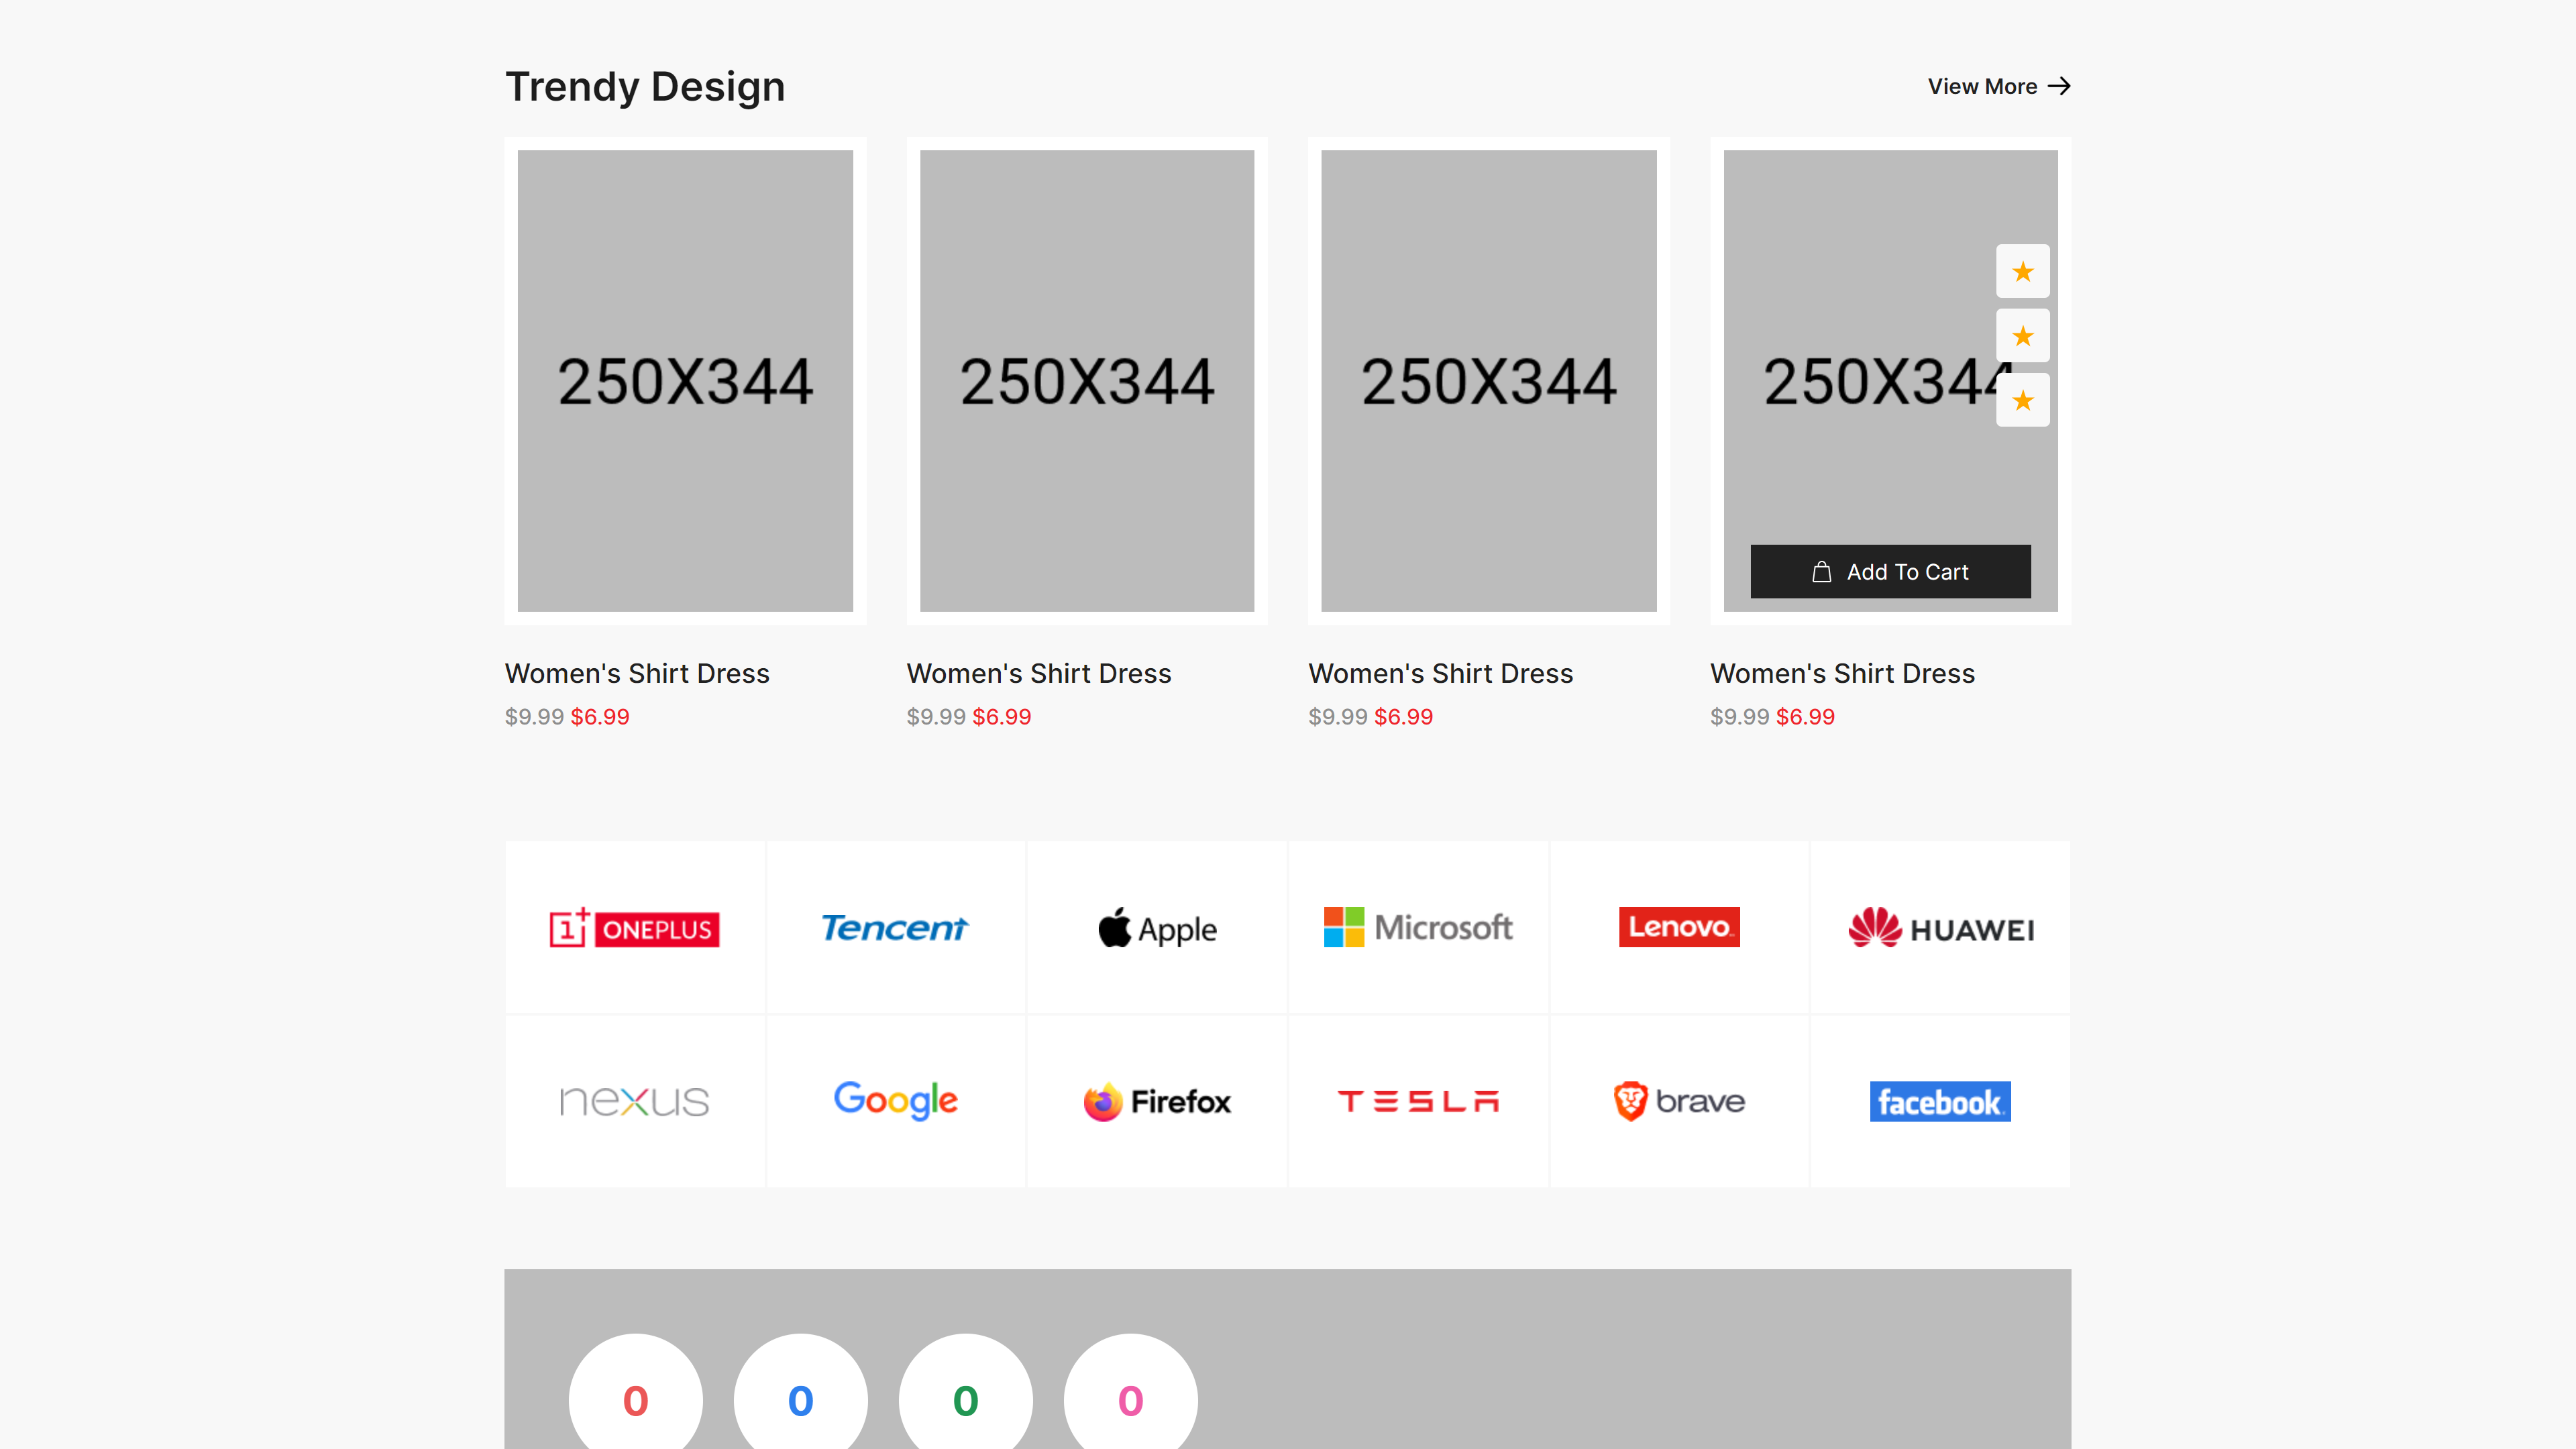 Trendy Design
View More
250X344
250X344
250X344
250X344
Add To Cart
Women's Shirt Dress
Women's Shirt Dress
Women's Shirt Dress
Women's Shirt Dress
$9.99 $6.99
$9.99 $6.99
$9.99 $6.99
$9.99 $6.99
1+ ONEPLUS
Tencent
Apple
Microsoft
Lenovo
HUAWEI
nexus
Google
Firefox
TESLA
brave
facebook
0
0
0
0